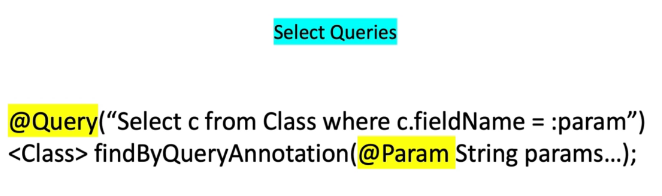 Select Queries
@Query(“Select c from Class where c.fieldName = :param”)
<Class> findByQueryAnnotation(@Param String params…);